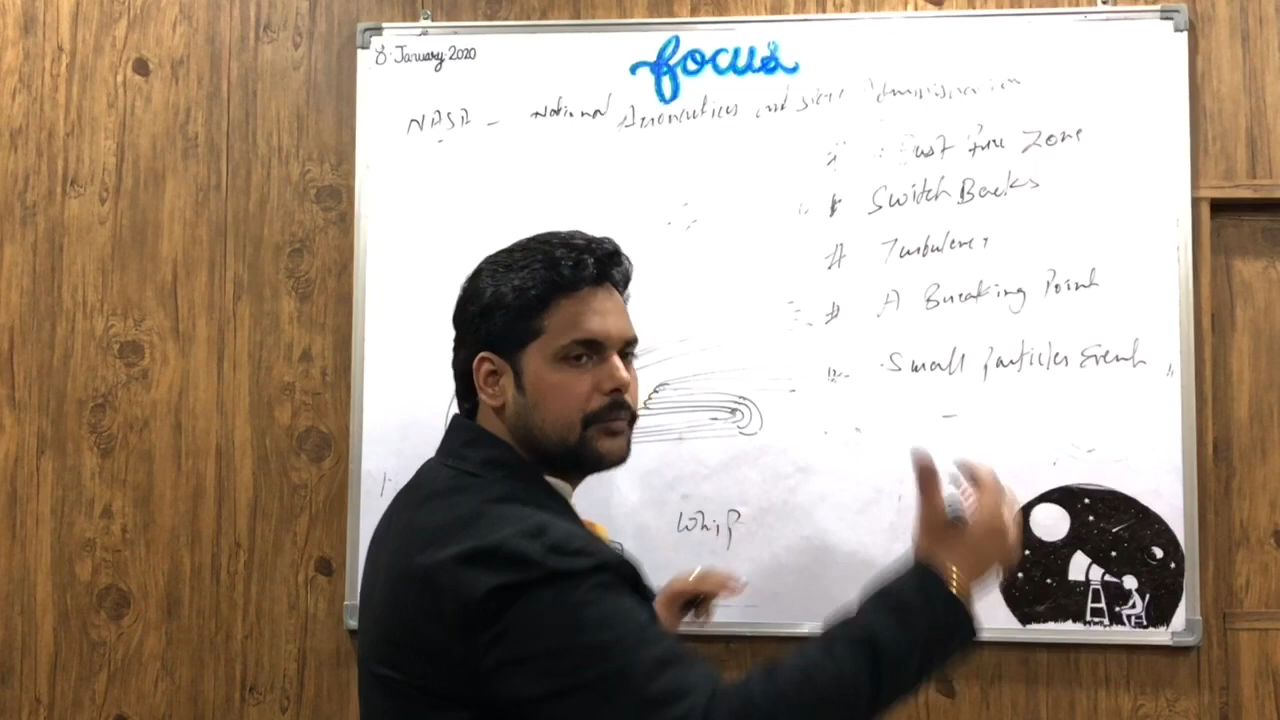 8. January. 2020
focus
NASA - National Aeronautics and space Administration
Dust Free Zone
# Switch Backs
# Turbulence
# A Breaking Point
Small Particles Event
Whip